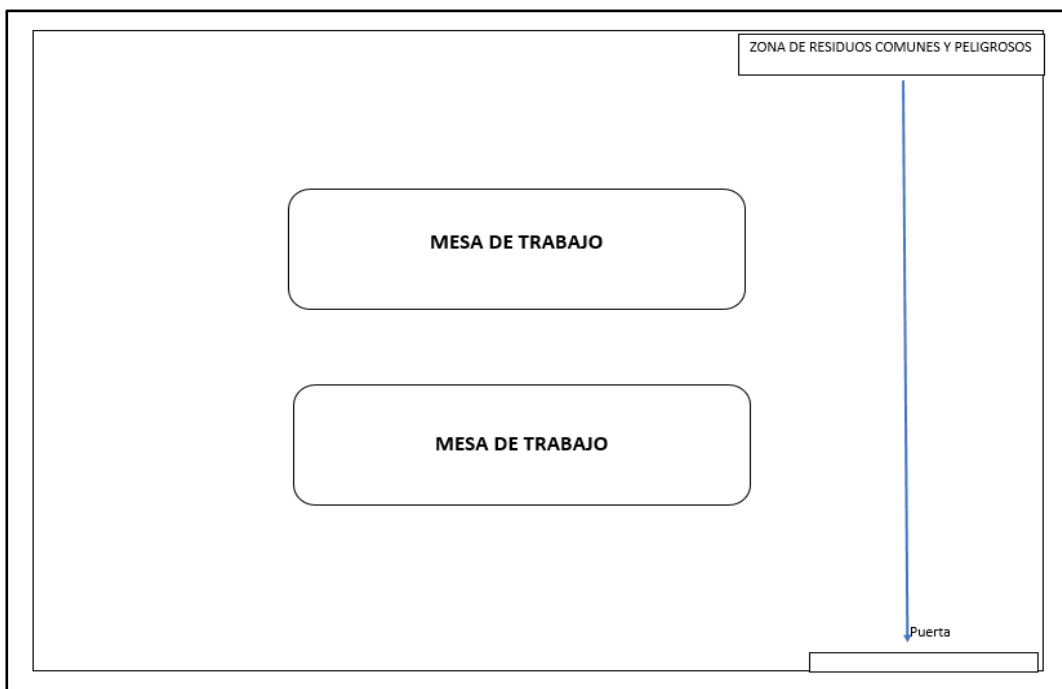 ZONA DE RESIDUOS COMUNES Y PELIGROSOS
MESA DE TRABAJO
MESA DE TRABAJO
Puerta